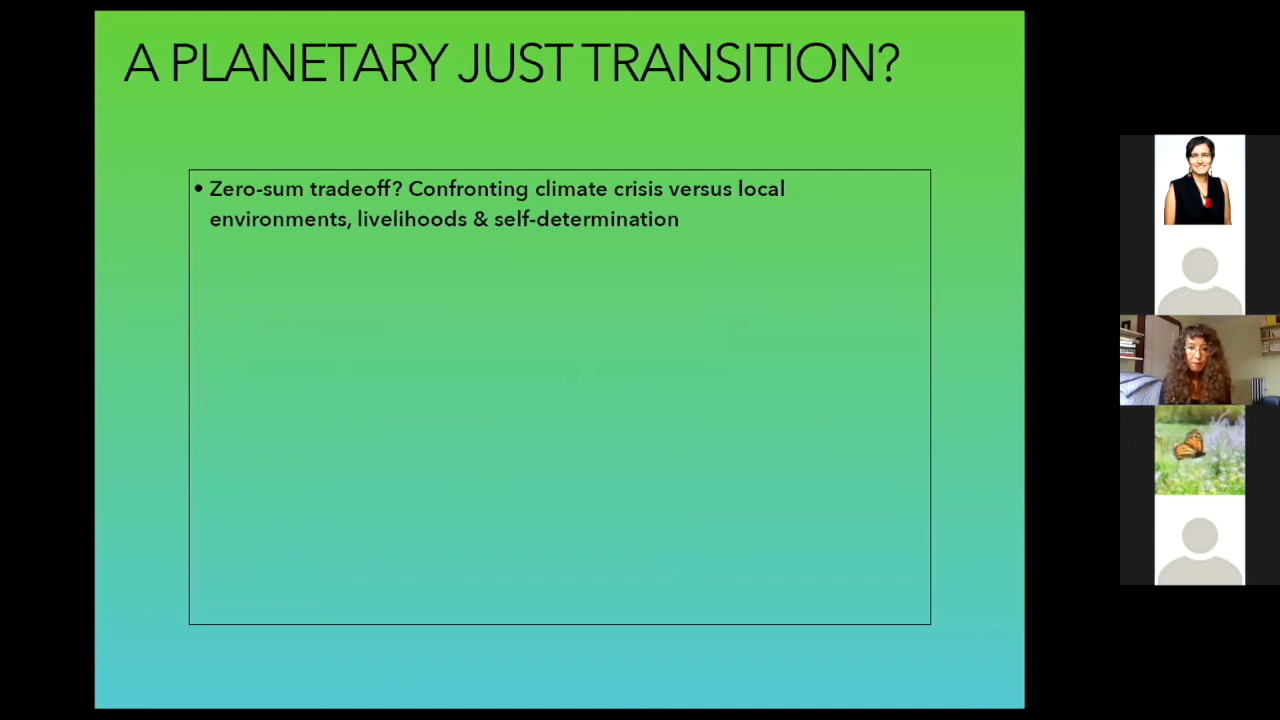 A PLANETARY JUST TRANSITION?
• Zero-sum tradeoff? Confronting climate crisis versus local
environments, livelihoods & self-determination